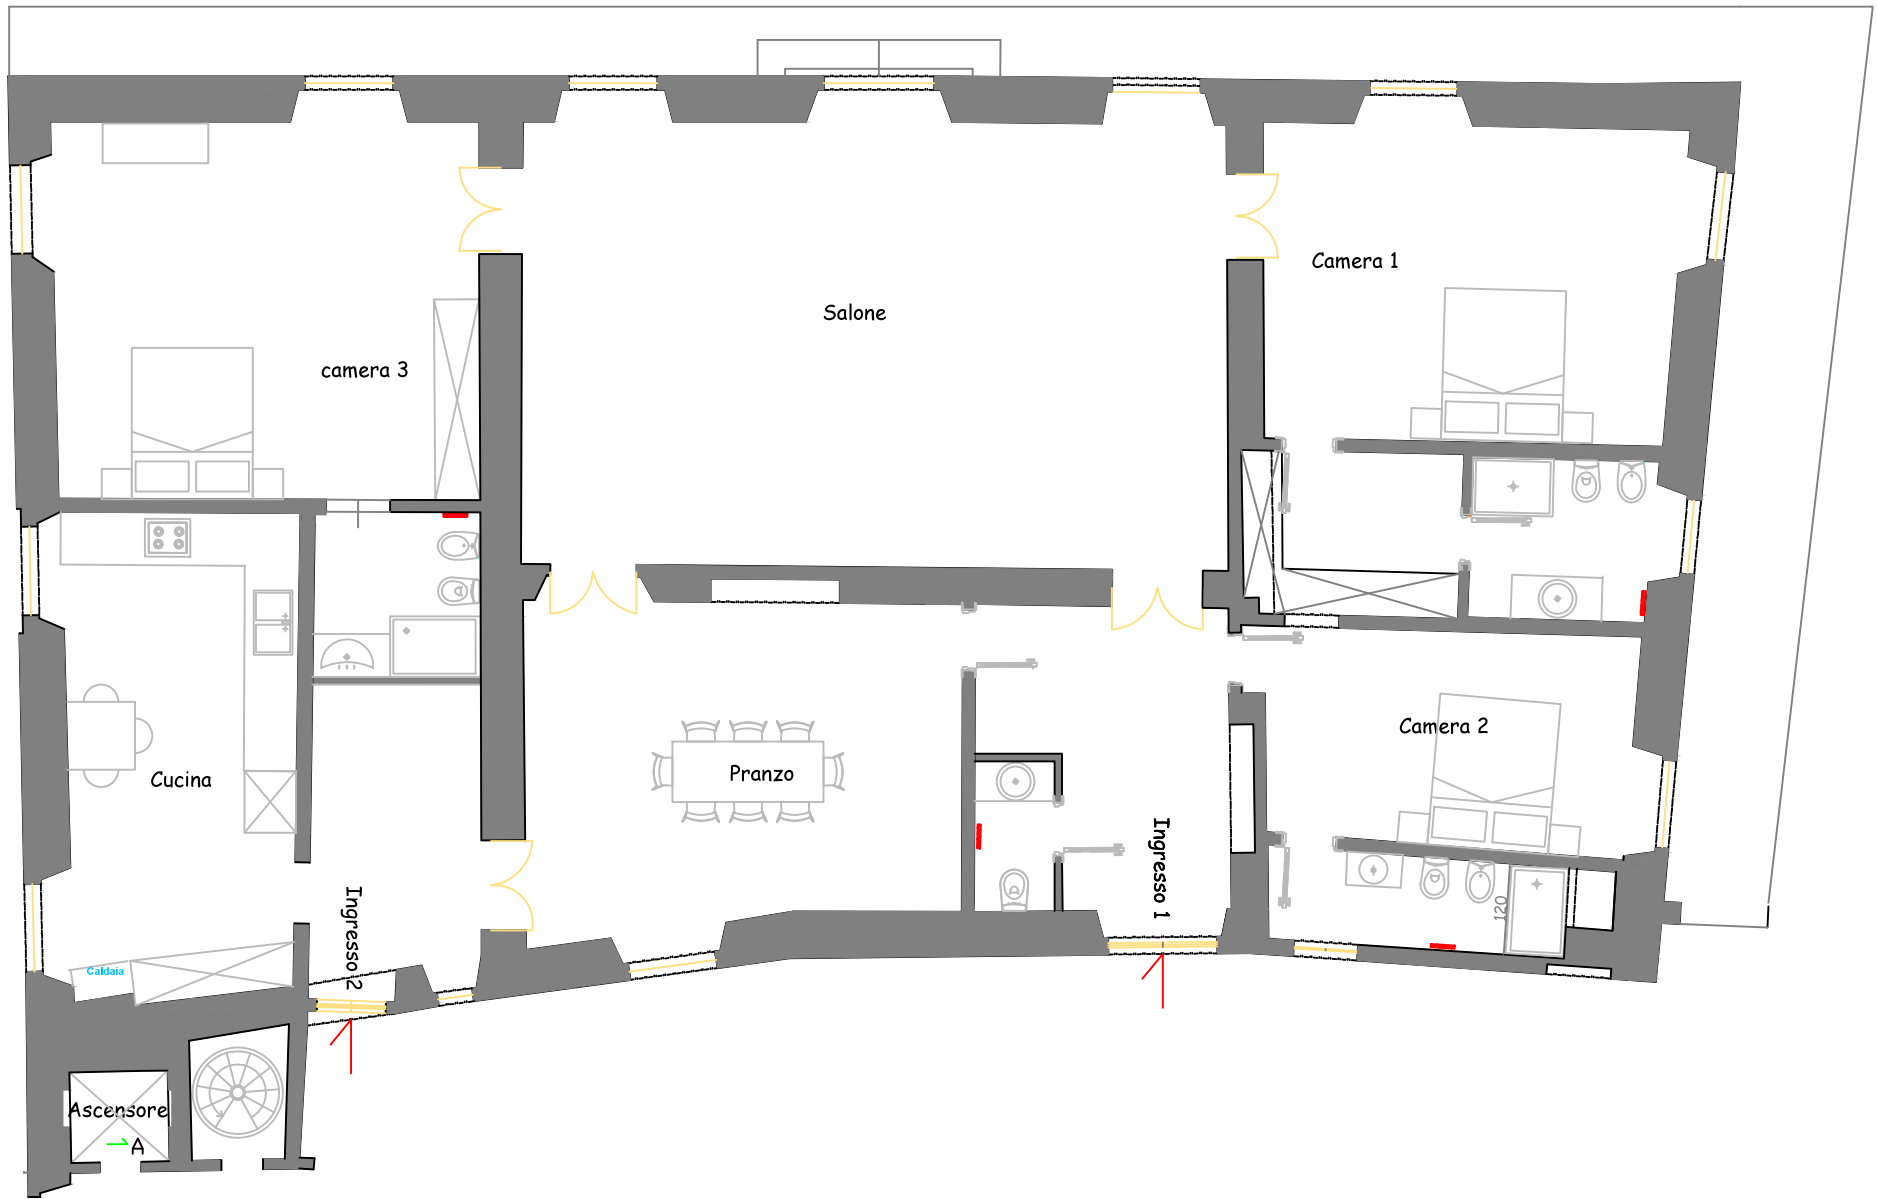 Camera 1
Salone
camera 3
Camera 2
Pranzo
Cucina
Ingresso 1
Ingresso 2
120
Caldaia
Ascensore
A